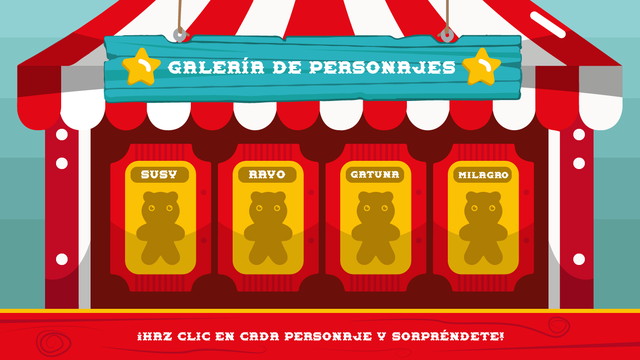 GALERÍA DE PERSONAJES
SUSY
RAYO
GATUNA
MILAGRO
¡HAZ CLIC EN CADA PERSONAJE Y SORPRÉNDETE!